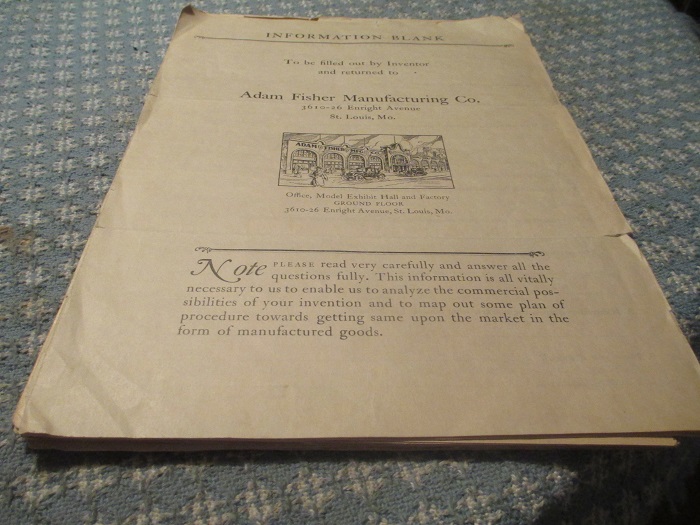 INFORMATION BLANK
To be filled out by Inventor
and returned to
Adam Fisher Manufacturing Co.
3610-26 Enright Avenue
St. Louis, Mo.
ADAM FISHER MFG. CO.
Office, Model Exhibit Hall and Factory
GROUND FLOOR
3610-26 Enright Avenue, St. Louis, Mo.
Note PLEASE read very carefully and answer all the
questions fully. This information is all vitally
necessary to us to enable us to analyze the commercial pos-
sibilities of your invention and to map out some plan of
procedure towards getting same upon the market in the
form of manufactured goods.